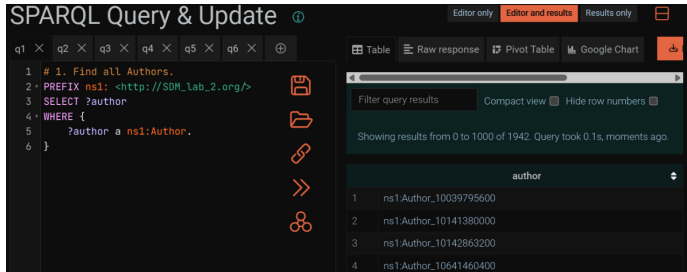 SPARQL Query & Update
Editor only
Editor and results
Results only
q1 × q2 × q3 × q4 × q5 × q6 ×
Table
Raw response
Pivot Table
Google Chart
1 # 1. Find all Authors.
2 PREFIX ns1: <http://SDM_lab_2.org/>
3 SELECT ?author
4 WHERE {
5 ?author a ns1:Author.
6 }
Filter query results
Compact view
Hide row numbers
Showing results from 0 to 1000 of 1942. Query took 0.1s, moments ago.
author
1 ns1:Author_10039795600
2 ns1:Author_10141380000
3 ns1:Author_10142863200
4 ns1:Author_10641460400